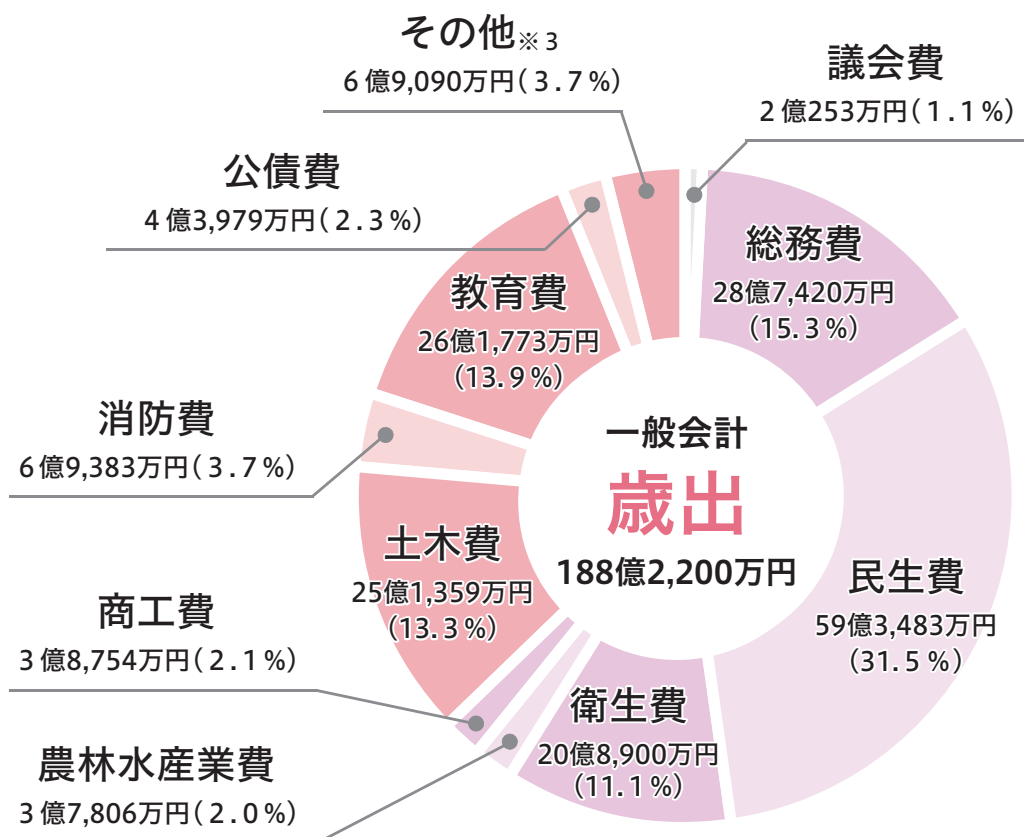 その他※3
6億9,090万円(3.7%)
議会費
2億253万円(1.1%)
公債費
4億3,979万円(2.3%)
総務費
28億7,420万円
(15.3%)
教育費
26億1,773万円
(13.9%)
消防費
6億9,383万円(3.7%)
一般会計
歳出
188億2,200万円
土木費
25億1,359万円
(13.3%)
民生費
59億3,483万円
(31.5%)
商工費
3億8,754万円(2.1%)
衛生費
20億8,900万円
(11.1%)
農林水産業費
3億7,806万円(2.0%)